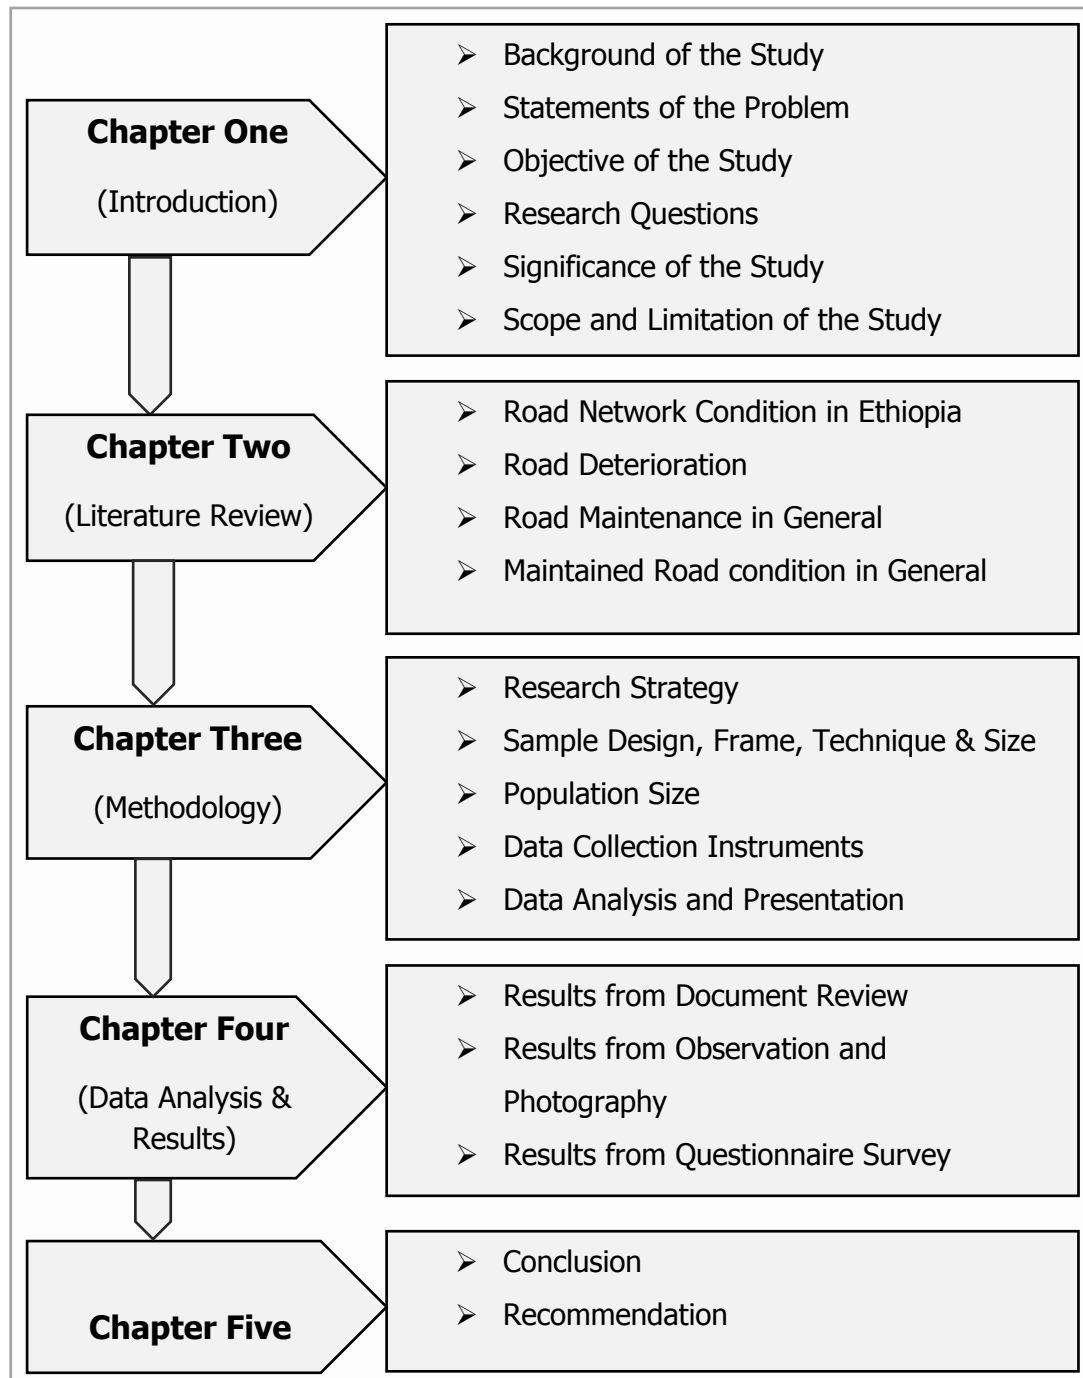 Chapter One
(Introduction)
➢ Background of the Study
➢ Statements of the Problem
➢ Objective of the Study
➢ Research Questions
➢ Significance of the Study
➢ Scope and Limitation of the Study
Chapter Two
(Literature Review)
➢ Road Network Condition in Ethiopia
➢ Road Deterioration
➢ Road Maintenance in General
➢ Maintained Road condition in General
Chapter Three
(Methodology)
➢ Research Strategy
➢ Sample Design, Frame, Technique & Size
➢ Population Size
➢ Data Collection Instruments
➢ Data Analysis and Presentation
Chapter Four
(Data Analysis &
Results)
➢ Results from Document Review
➢ Results from Observation and
Photography
➢ Results from Questionnaire Survey
Chapter Five
➢ Conclusion
➢ Recommendation